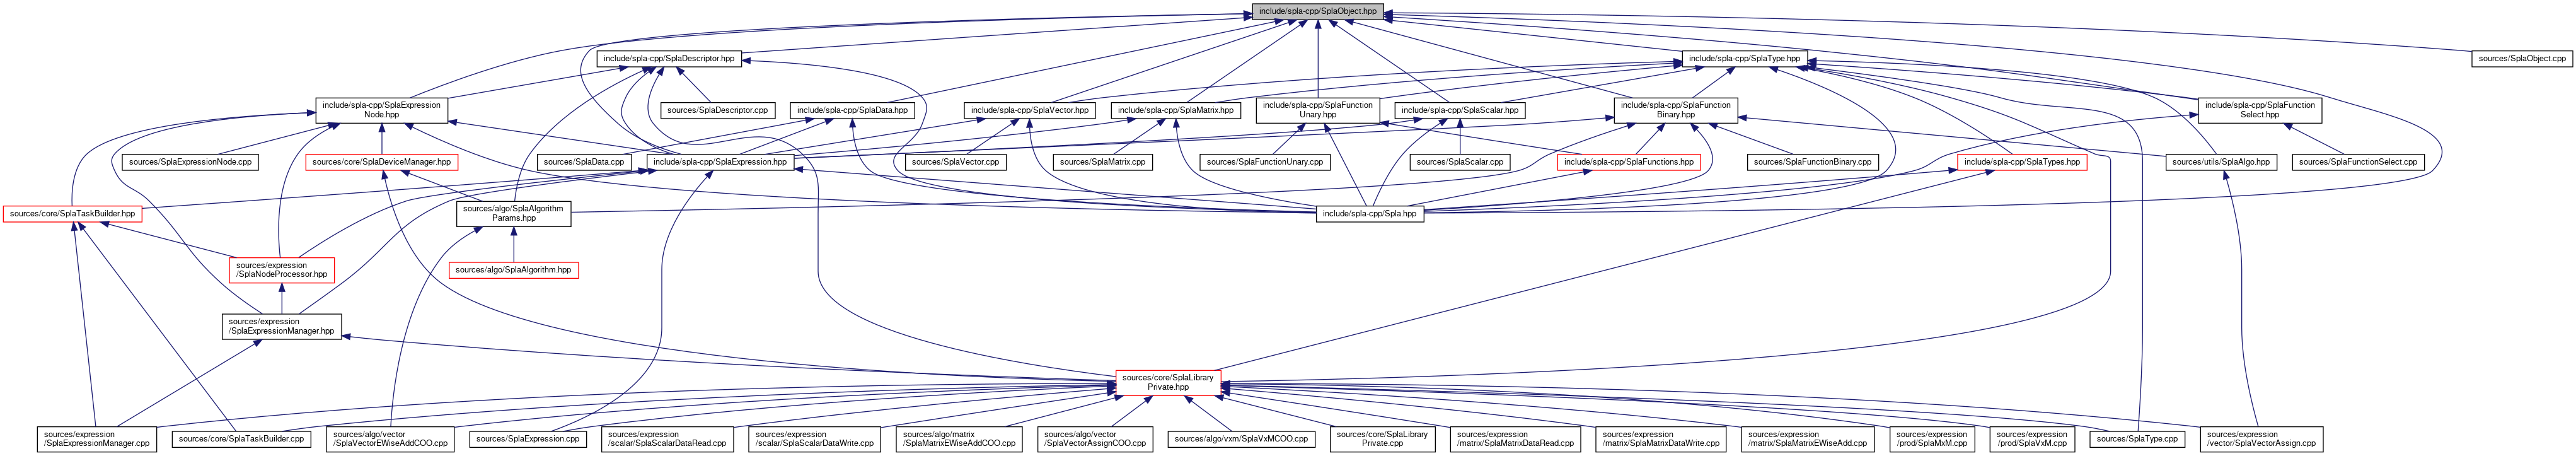 include/spla-cpp/SplaObject.hpp
include/spla-cpp/SplaDescriptor.hpp
include/spla-cpp/SplaType.hpp
sources/SplaObject.cpp
include/spla-cpp/SplaExpression
Node.hpp
sources/SplaDescriptor.cpp
include/spla-cpp/SplaData.hpp
include/spla-cpp/SplaVector.hpp
include/spla-cpp/SplaMatrix.hpp
include/spla-cpp/SplaFunction
Unary.hpp
include/spla-cpp/SplaScalar.hpp
include/spla-cpp/SplaFunction
Binary.hpp
include/spla-cpp/SplaFunction
Select.hpp
sources/SplaExpressionNode.cpp
sources/core/SplaDeviceManager.hpp
sources/SplaData.cpp
include/spla-cpp/SplaExpression.hpp
sources/SplaVector.cpp
sources/SplaMatrix.cpp
sources/SplaFunctionUnary.cpp
sources/SplaScalar.cpp
include/spla-cpp/SplaFunctions.hpp
sources/SplaFunctionBinary.cpp
include/spla-cpp/SplaTypes.hpp
sources/utils/SplaAlgo.hpp
sources/SplaFunctionSelect.cpp
sources/core/SplaTaskBuilder.hpp
sources/algo/SplaAlgorithm
Params.hpp
include/spla-cpp/Spla.hpp
sources/expression
/SplaNodeProcessor.hpp
sources/algo/SplaAlgorithm.hpp
sources/expression
/SplaExpressionManager.hpp
sources/core/SplaLibrary
Private.hpp
sources/expression
/SplaExpressionManager.cpp
sources/core/SplaTaskBuilder.cpp
sources/algo/vector
/SplaVectorEWiseAddCOO.cpp
sources/SplaExpression.cpp
sources/expression
/scalar/SplaScalarDataRead.cpp
sources/expression
/scalar/SplaScalarDataWrite.cpp
sources/algo/matrix
/SplaMatrixEWiseAddCOO.cpp
sources/algo/vector
/SplaVectorAssignCOO.cpp
sources/algo/vxm/SplaVxMCOO.cpp
sources/core/SplaLibrary
Private.cpp
sources/expression
/matrix/SplaMatrixDataRead.cpp
sources/expression
/matrix/SplaMatrixDataWrite.cpp
sources/expression
/matrix/SplaMatrixEWiseAdd.cpp
sources/expression
/prod/SplaMxM.cpp
sources/expression
/prod/SplaVxM.cpp
sources/SplaType.cpp
sources/expression
/vector/SplaVectorAssign.cpp